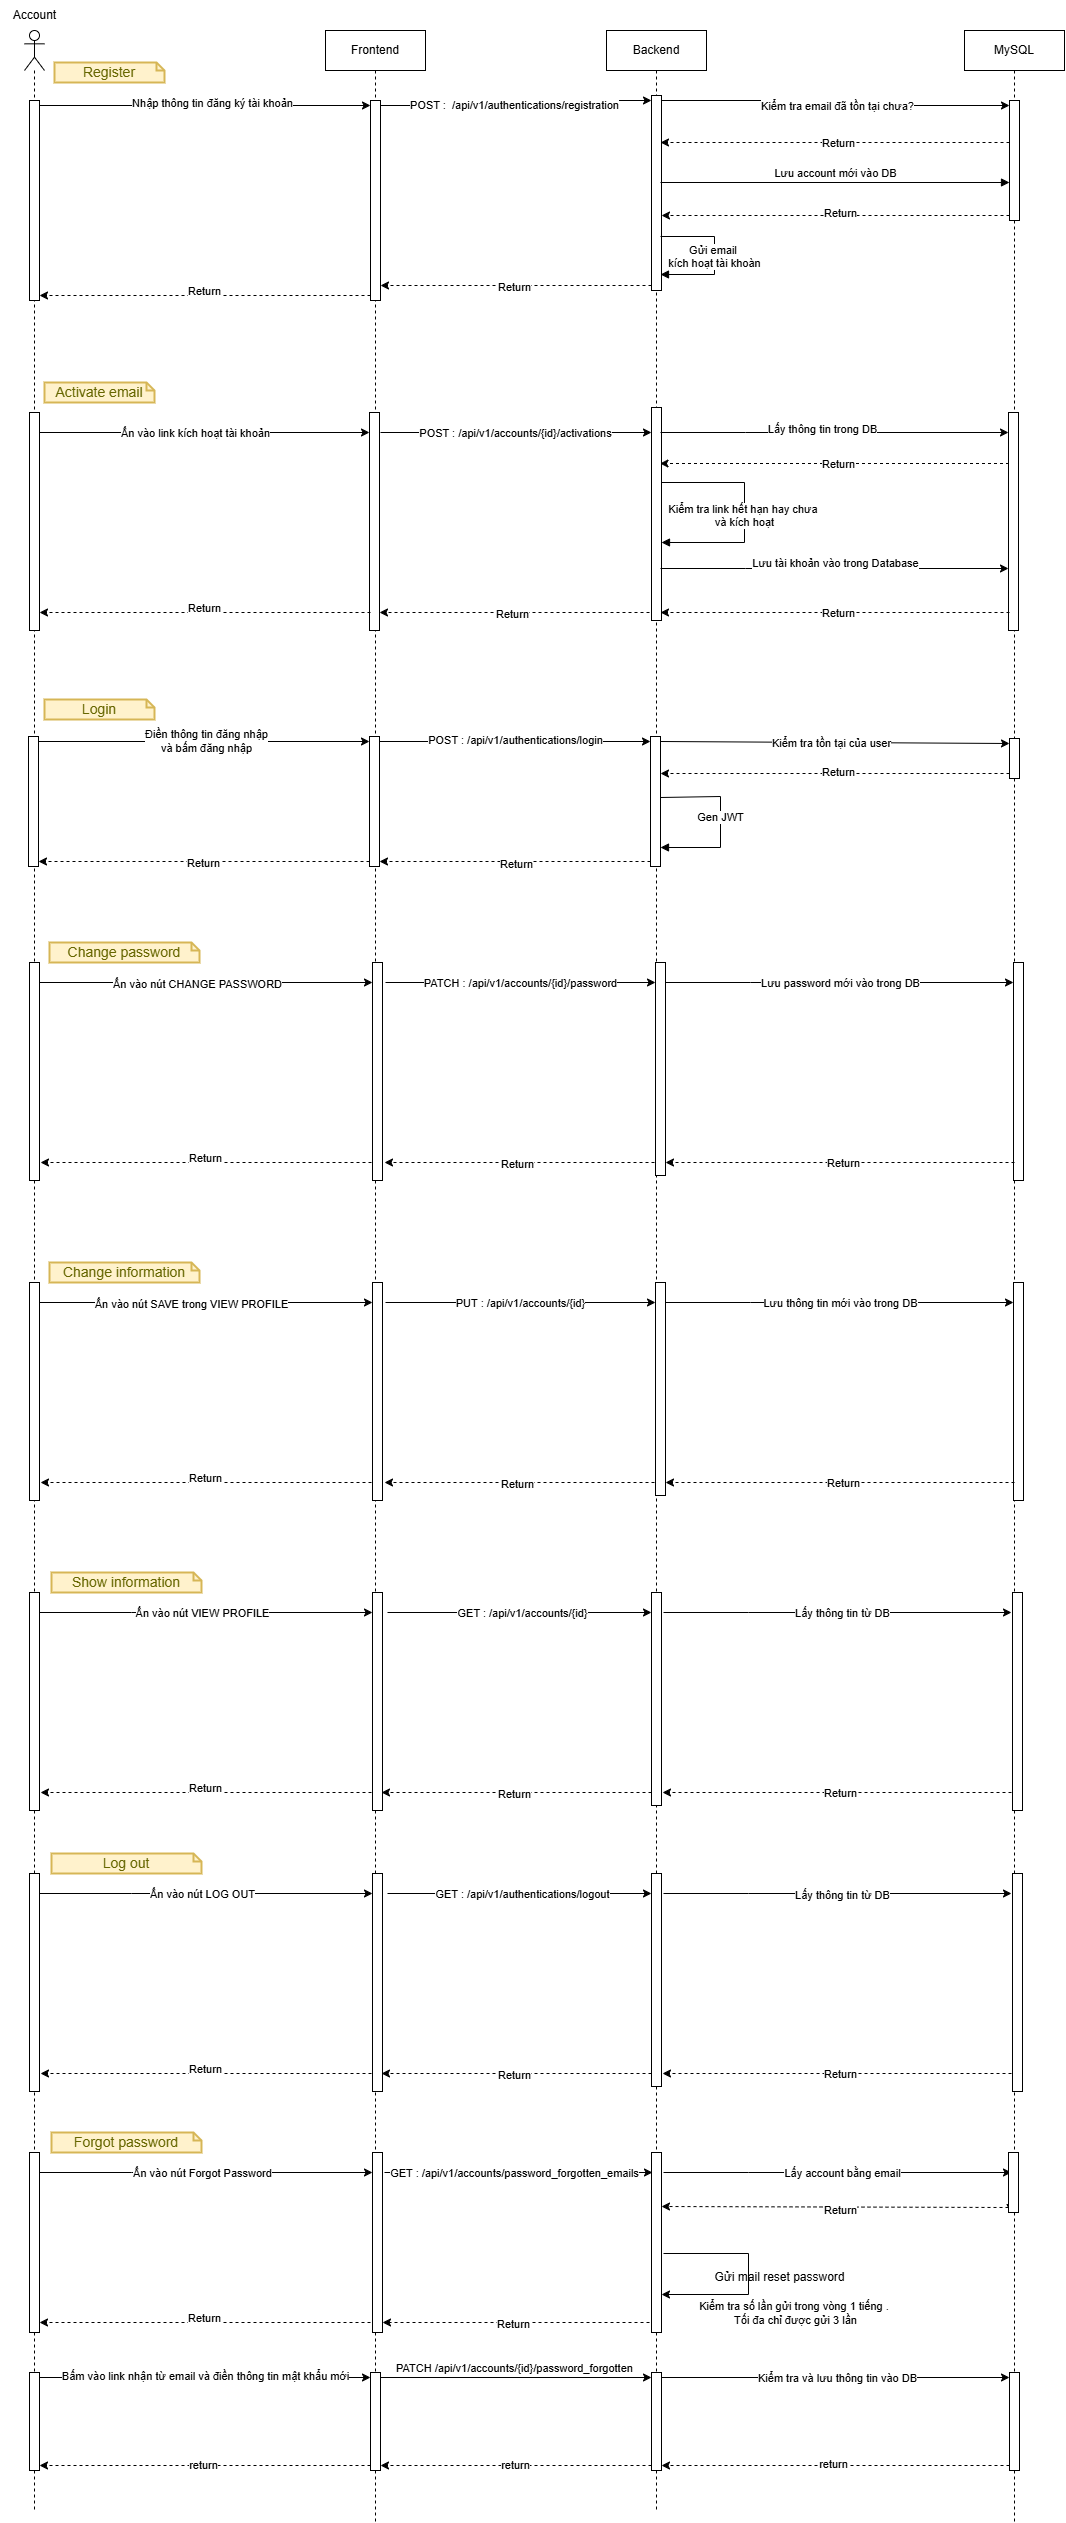 Account
Frontend
Backend
MySQL
Register
Nhập thông tin đăng ký tài khoản
POST :  /api/v1/authentications/registration
Kiểm tra email đã tồn tại chưa?
Return
Lưu account mới vào DB
Return
Gửi email
kích hoạt tài khoàn
Return
Return
Activate email
Ấn vào link kích hoạt tài khoản
POST : /api/v1/accounts/{id}/activations
Lấy thông tin trong DB
Return
Kiểm tra link hết hạn hay chưa
và kích hoạt
Lưu tài khoản vào trong Database
Return
Return
Return
Login
Điền thông tin đăng nhập
và bấm đăng nhập
POST : /api/v1/authentications/login
Kiểm tra tồn tại của user
Return
Gen JWT
Return
Return
Change password
Ấn vào nút CHANGE PASSWORD
PATCH : /api/v1/accounts/{id}/password
Lưu password mới vào trong DB
Return
Return
Return
Change information
Ấn vào nút SAVE trong VIEW PROFILE
PUT : /api/v1/accounts/{id}
Lưu thông tin mới vào trong DB
Return
Return
Return
Show information
Ấn vào nút VIEW PROFILE
GET : /api/v1/accounts/{id}
Lấy thông tin từ DB
Return
Return
Return
Log out
Ấn vào nút LOG OUT
GET : /api/v1/authentications/logout
Lấy thông tin từ DB
Return
Return
Return
Forgot password
Ấn vào nút Forgot Password
GET : /api/v1/accounts/password_forgotten_emails
Lấy account bằng email
Return
Gửi mail reset password
Kiểm tra số lần gửi trong vòng 1 tiếng .
Tối đa chỉ được gửi 3 lần
Return
Return
Bấm vào link nhận từ email và điền thông tin mật khẩu mới
PATCH /api/v1/accounts/{id}/password_forgotten
Kiểm tra và lưu thông tin vào DB
return
return
return